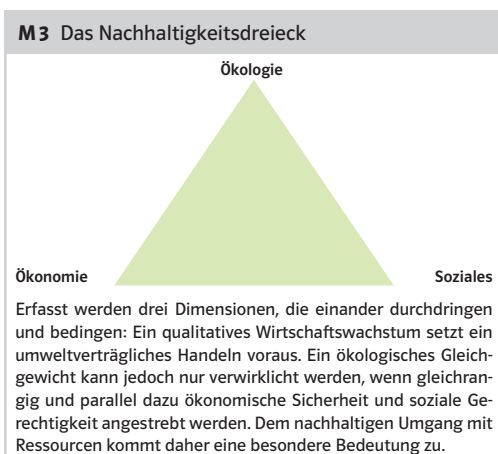 M 3 Das Nachhaltigkeitsdreieck
Ökologie
Ökonomie
Soziales
Erfasst werden drei Dimensionen, die einander durchdringen
und bedingen: Ein qualitatives Wirtschaftswachstum setzt ein
umweltverträgliches Handeln voraus. Ein ökologisches Gleich-
gewicht kann jedoch nur verwirklicht werden, wenn gleichran-
gig und parallel dazu ökonomische Sicherheit und soziale Ge-
rechtigkeit angestrebt werden. Dem nachhaltigen Umgang mit
Ressourcen kommt daher eine besondere Bedeutung zu.